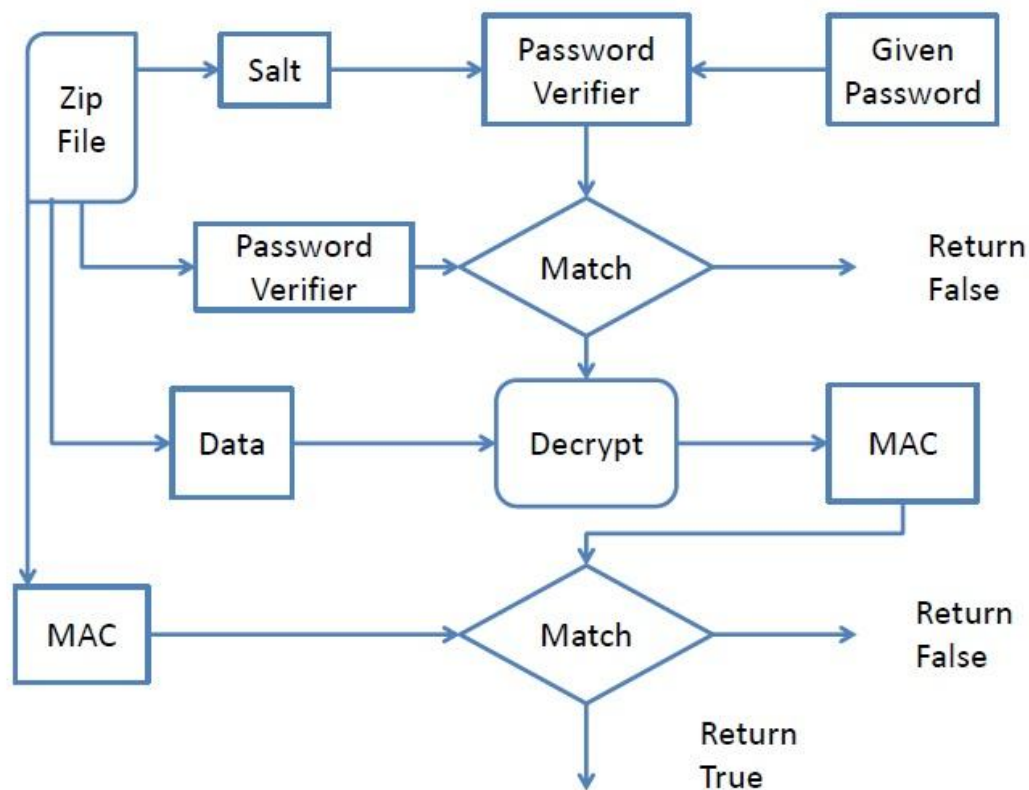 Zip
File
Salt
Password
Verifier
Given
Password
Password
Verifier
Match
Return
False
Data
Decrypt
MAC
MAC
Match
Return
False
Return
True